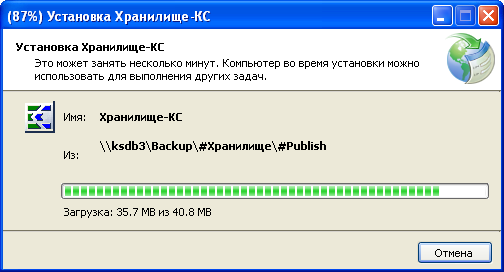 (87%) Установка Хранилище-КС
Установка Хранилище-КС
Это может занять несколько минут. Компьютер во время установки можно
использовать для выполнения других задач.
Имя: Хранилище-КС
Из: \\ksdb3\Backup\#Хранилище\#Publish
Загрузка: 35.7 MB из 40.8 MB
Отмена